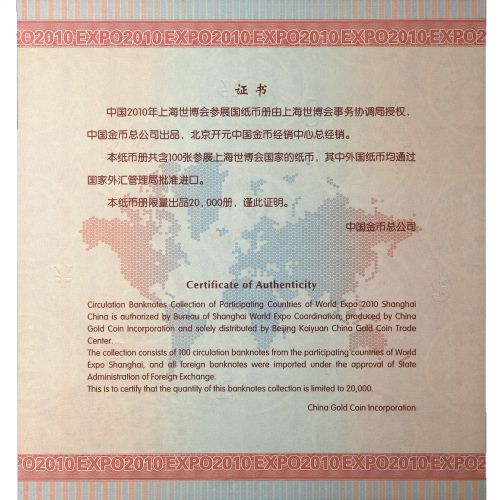 EXPO2010 EXPO2010 EXPO2010 EXPO2010 EXPO2010
证书
中国2010年上海世博会参展国纸币册由上海世博会事务协调局授权，
中国金币总公司出品，北京开元中国金币经销中心总经销。
本纸币册共含100张参展上海世博会国家的纸币，其中外国纸币均通过
国家外汇管理局批准进口。
本纸币册限量出品20,000册，谨此证明。
中国金币总公司
Certificate of Authenticity
Circulation Banknotes Collection of Participating Countries of World Expo 2010 Shanghai
China is authorized by Bureau of Shanghai World Expo Coordination, produced by China
Gold Coin Incorporation and solely distributed by Beijing Kaiyuan China Gold Coin Trade
Center.
The collection consists of 100 circulation banknotes from the participating countries of World
Expo Shanghai, and all foreign banknotes were imported under the approval of State
Administration of Foreign Exchange.
This is to certify that the quantity of this banknotes collection is limited to 20,000.
China Gold Coin Incorporation
EXPO2010 EXPO2010 EXPO2010 EXPO2010 EXPO2010